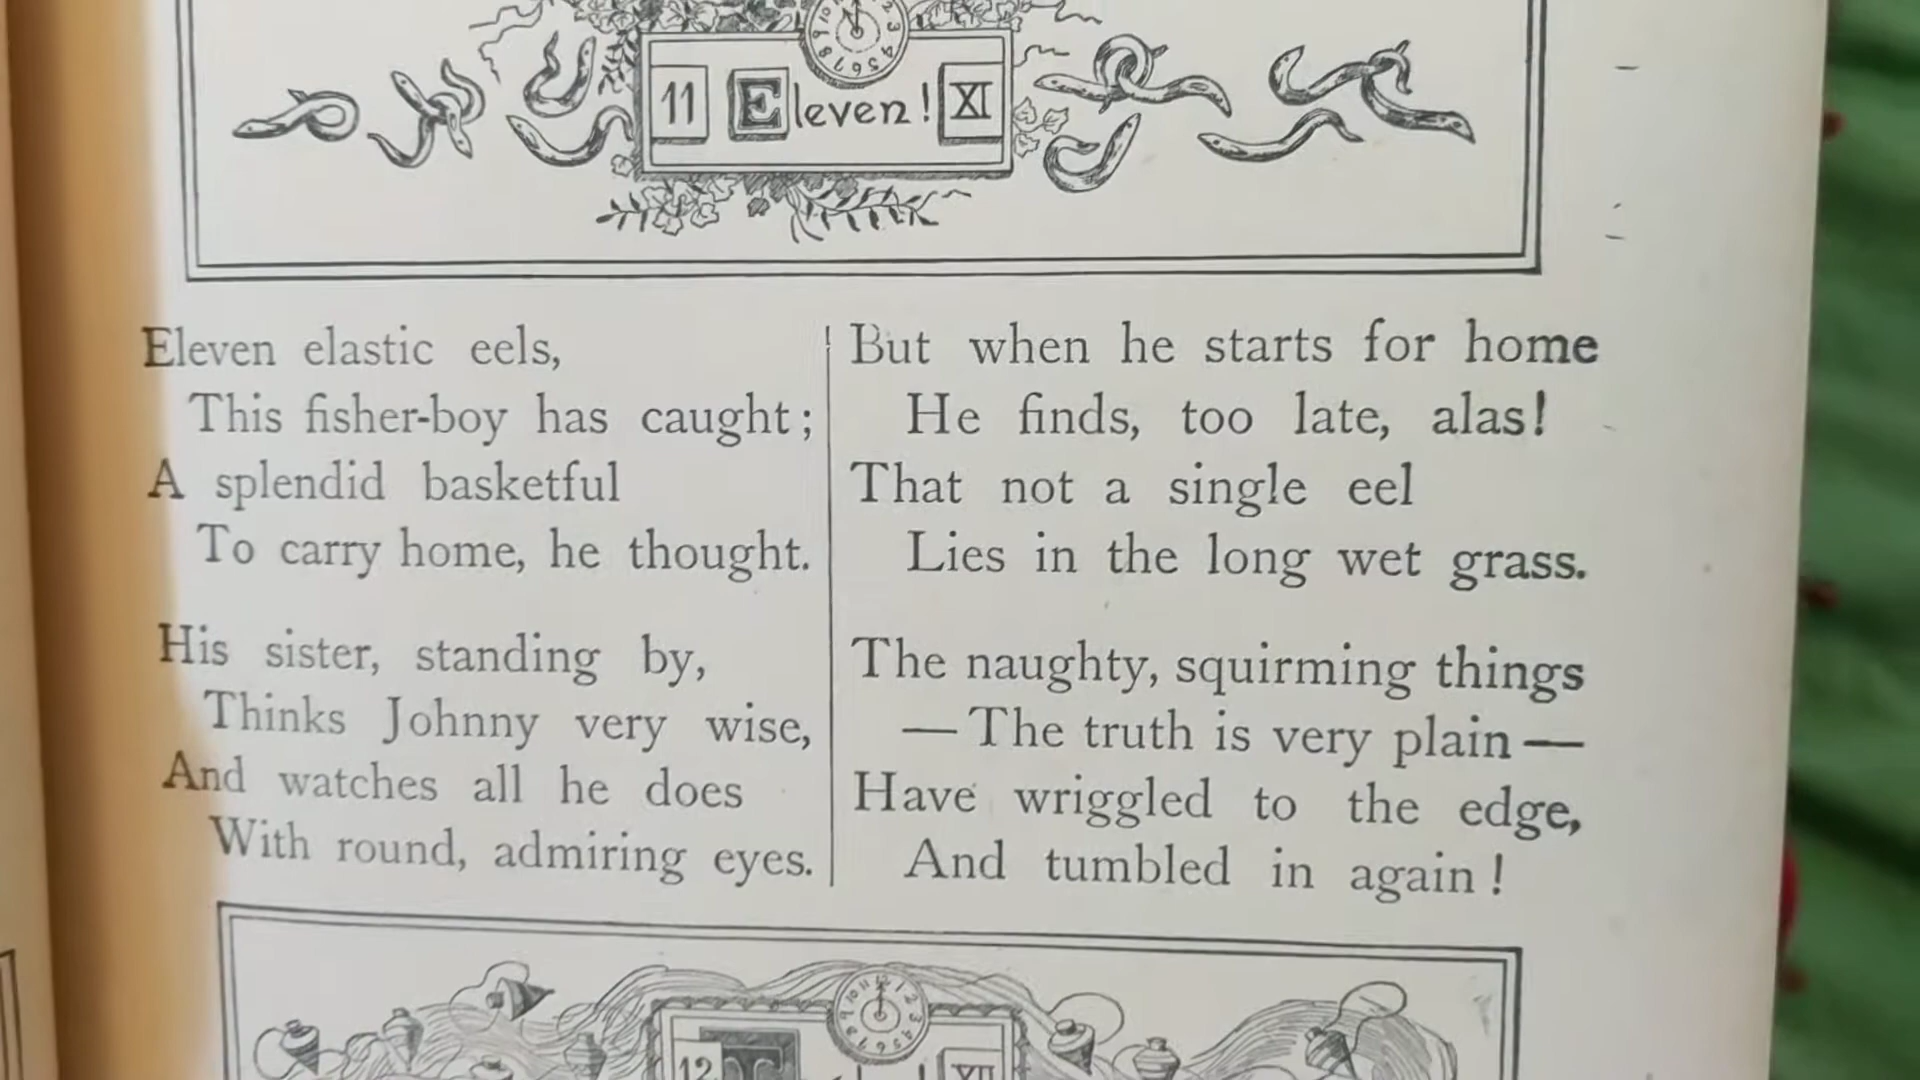 11 Eleven! XI
Eleven elastic eels,
This fisher-boy has caught;
A splendid basketful
To carry home, he thought.
His sister, standing by,
Thinks Johnny very wise,
And watches all he does
With round, admiring eyes.
But when he starts for home
He finds, too late, alas!
That not a single eel
Lies in the long wet grass.
The naughty, squirming things
— The truth is very plain —
Have wriggled to the edge,
And tumbled in again!
12 XII